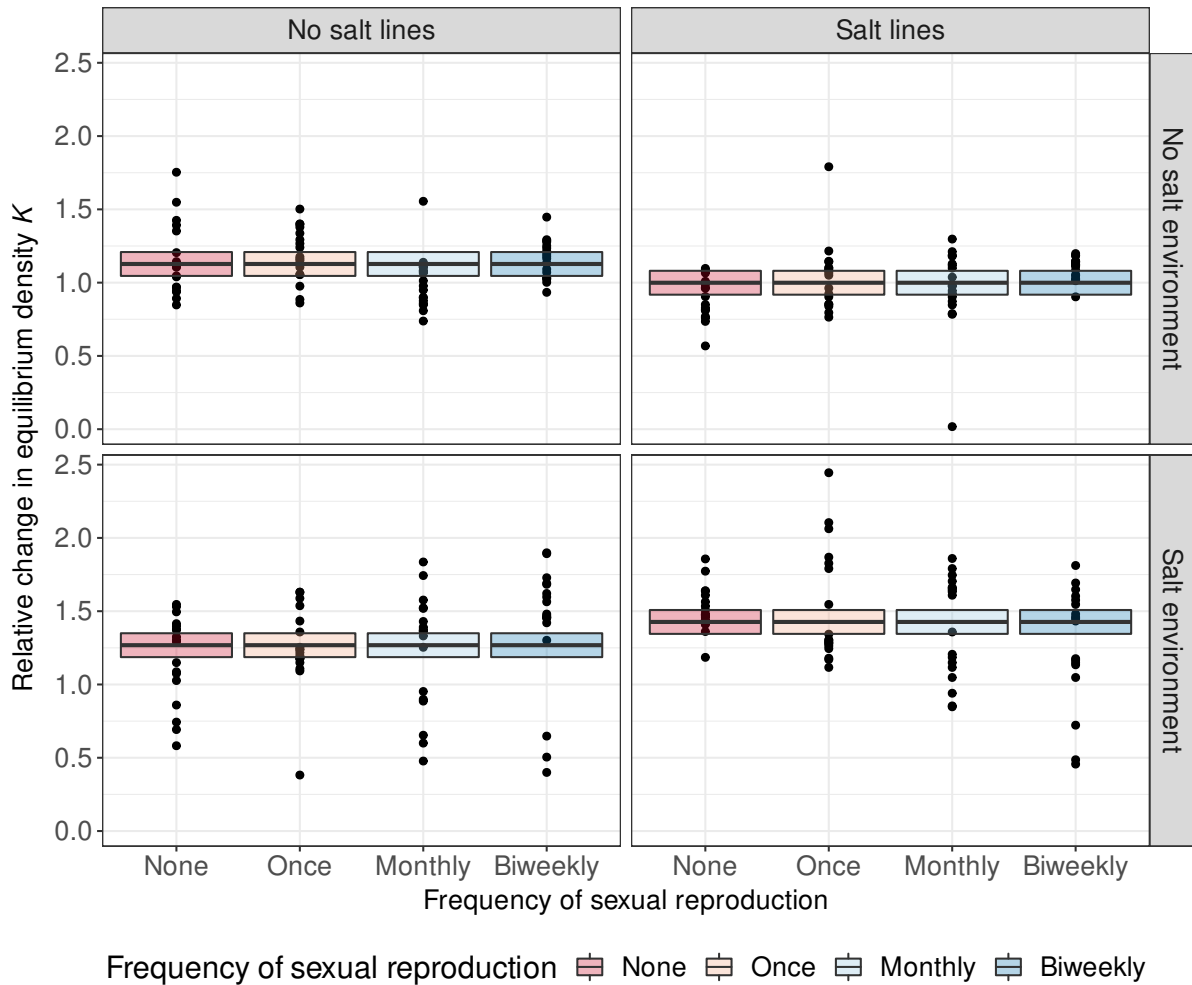 No salt lines
Salt lines
Relative change in equilibrium density K
2.5
2.0
1.5
1.0
0.5
0.0
No salt environment
2.5
2.0
1.5
1.0
0.5
0.0
Salt environment
None Once Monthly Biweekly
None Once Monthly Biweekly
Frequency of sexual reproduction
Frequency of sexual reproduction None Once Monthly Biweekly